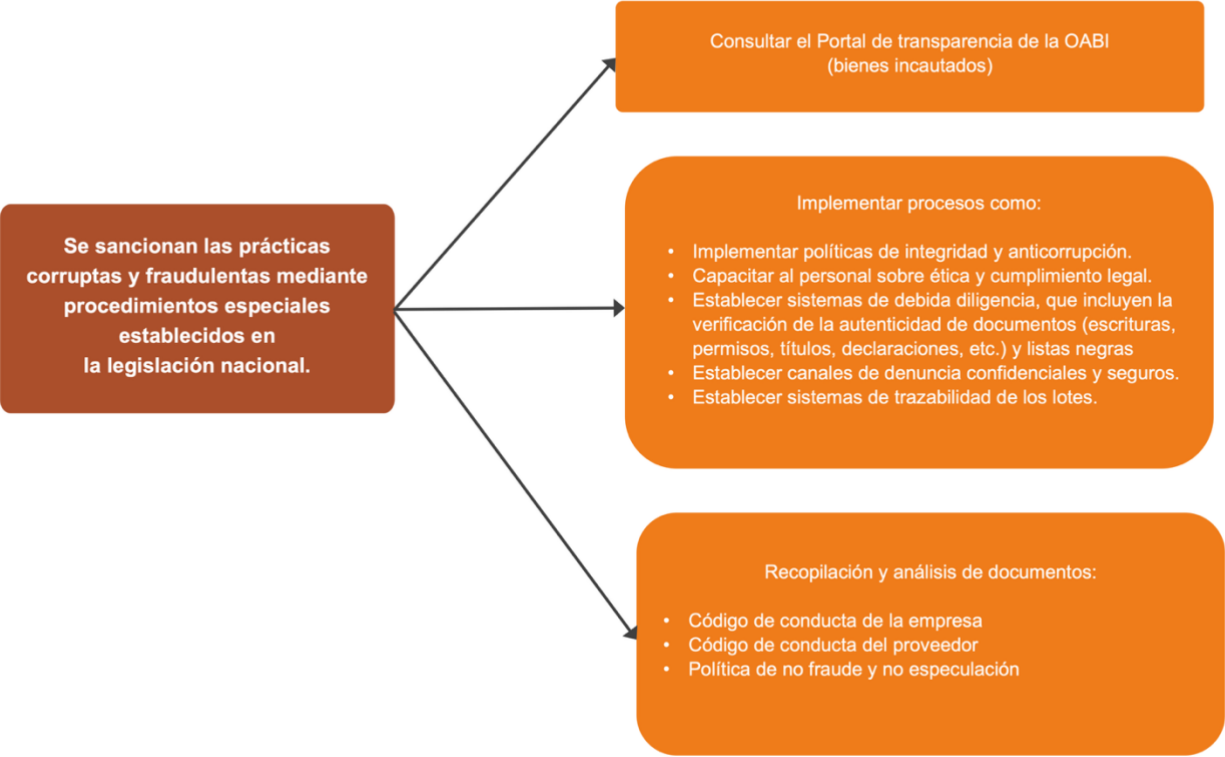 Consultar el Portal de transparencia de la OABI
(bienes incautados)
Se sancionan las prácticas
corruptas y fraudulentas mediante
procedimientos especiales
establecidos en
la legislación nacional.
Implementar procesos como:
• Implementar políticas de integridad y anticorrupción.
• Capacitar al personal sobre ética y cumplimiento legal.
• Establecer sistemas de debida diligencia, que incluyen la
verificación de la autenticidad de documentos (escrituras,
permisos, títulos, declaraciones, etc.) y listas negras
• Establecer canales de denuncia confidenciales y seguros.
• Establecer sistemas de trazabilidad de los lotes.
Recopilación y análisis de documentos:
• Código de conducta de la empresa
• Código de conducta del proveedor
• Política de no fraude y no especulación